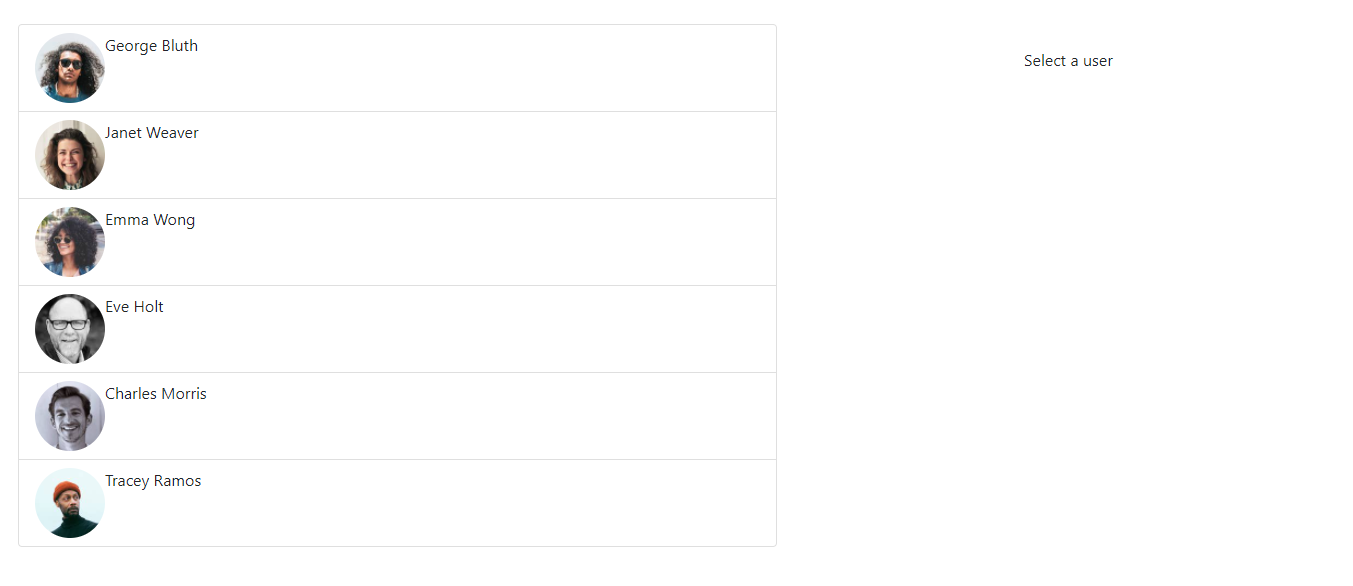 George Bluth
Janet Weaver
Emma Wong
Eve Holt
Charles Morris
Tracey Ramos
Select a user